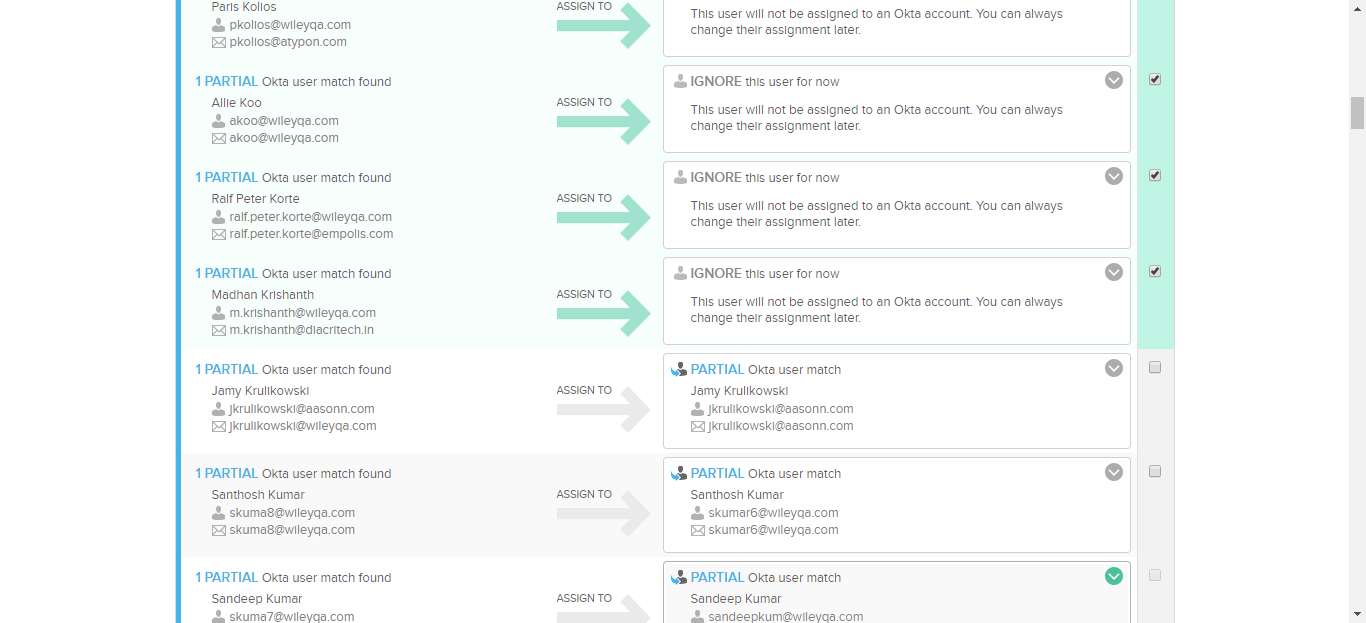 Paris Kolios
pkolios@wileyqa.com
pkolios@atypon.com
ASSIGN TO
This user will not be assigned to an Okta account. You can always
change their assignment later.
1 PARTIAL Okta user match found
Allie Koo
akoo@wileyqa.com
akoo@wileyqa.com
ASSIGN TO
IGNORE this user for now
This user will not be assigned to an Okta account. You can always
change their assignment later.
1 PARTIAL Okta user match found
Ralf Peter Korte
ralf.peter.korte@wileyqa.com
ralf.peter.korte@empolis.com
ASSIGN TO
IGNORE this user for now
This user will not be assigned to an Okta account. You can always
change their assignment later.
1 PARTIAL Okta user match found
Madhan Krishanth
m.krishanth@wileyqa.com
m.krishanth@diacritech.in
ASSIGN TO
IGNORE this user for now
This user will not be assigned to an Okta account. You can always
change their assignment later.
1 PARTIAL Okta user match found
Jamy Krulikowski
jkrulikowski@aasonn.com
jkrulikowski@wileyqa.com
ASSIGN TO
PARTIAL Okta user match
Jamy Krulikowski
jkrulikowski@aasonn.com
jkrulikowski@aasonn.com
1 PARTIAL Okta user match found
Santhosh Kumar
skuma8@wileyqa.com
skuma8@wileyqa.com
ASSIGN TO
PARTIAL Okta user match
Santhosh Kumar
skumar6@wileyqa.com
skumar6@wileyqa.com
1 PARTIAL Okta user match found
Sandeep Kumar
skuma7@wileyqa.com
ASSIGN TO
PARTIAL Okta user match
Sandeep Kumar
sandeepkum@wileyqa.com